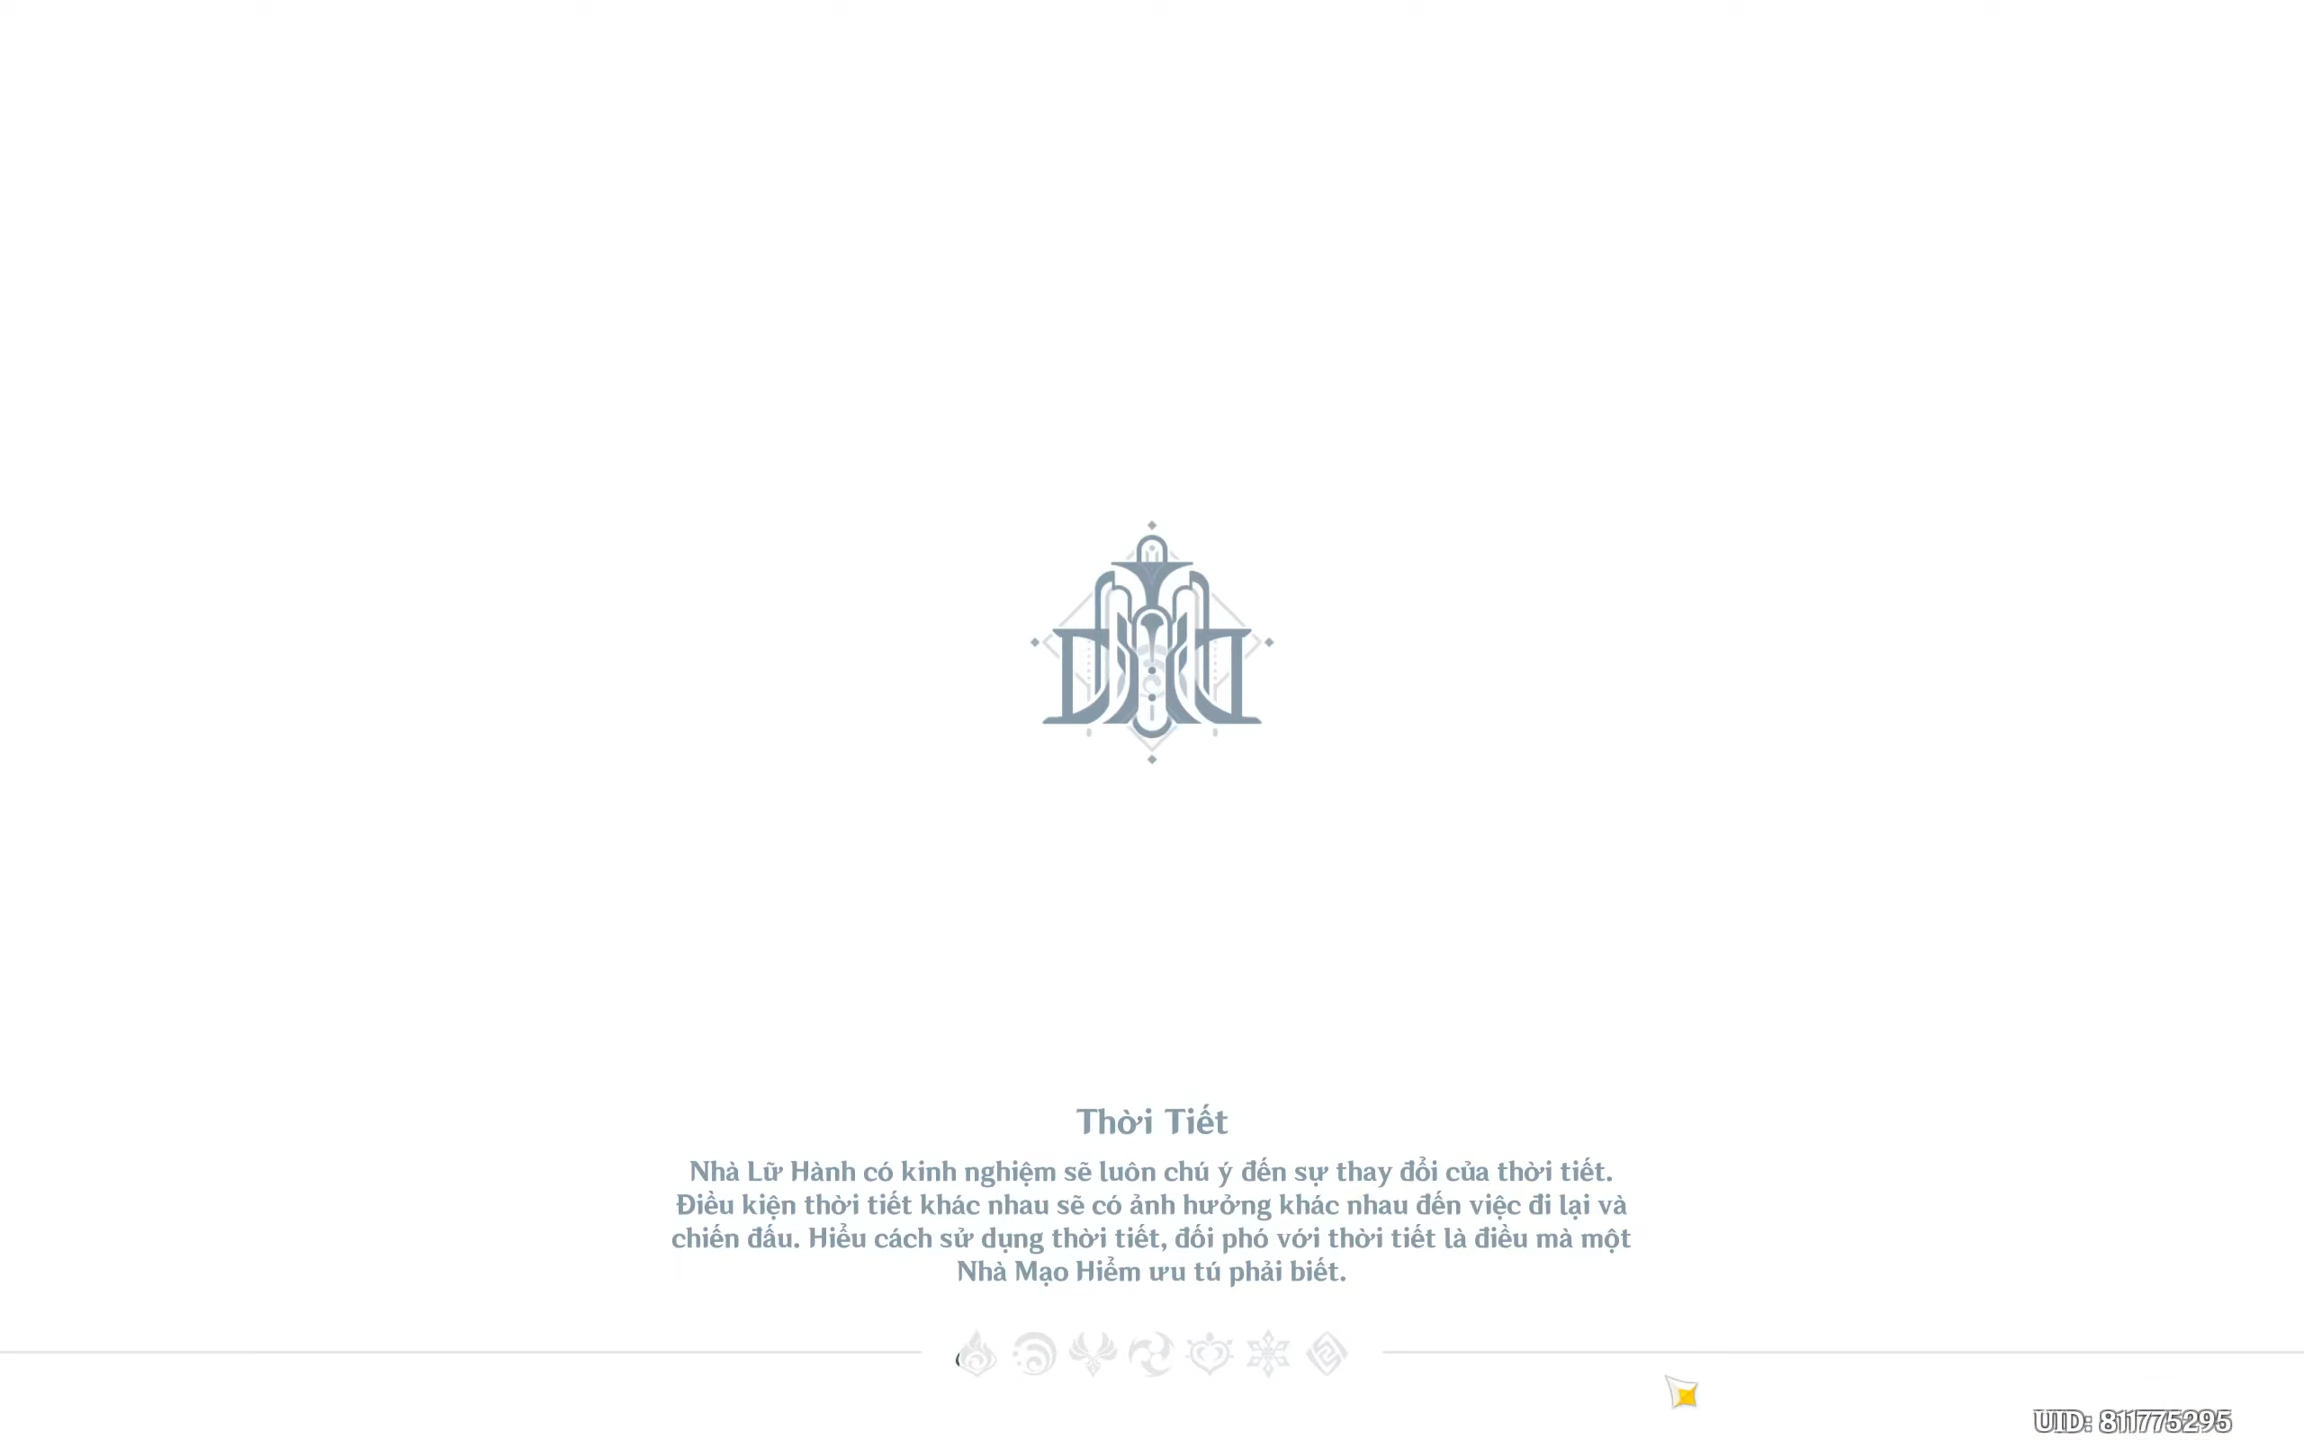 Thời Tiết
Nhà Lữ Hành có kinh nghiệm sẽ luôn chú ý đến sự thay đổi của thời tiết.
Điều kiện thời tiết khác nhau sẽ có ảnh hưởng khác nhau đến việc đi lại và
chiến đấu. Hiểu cách sử dụng thời tiết, đối phó với thời tiết là điều mà một
Nhà Mạo Hiểm ưu tú phải biết.
UID: 811775295